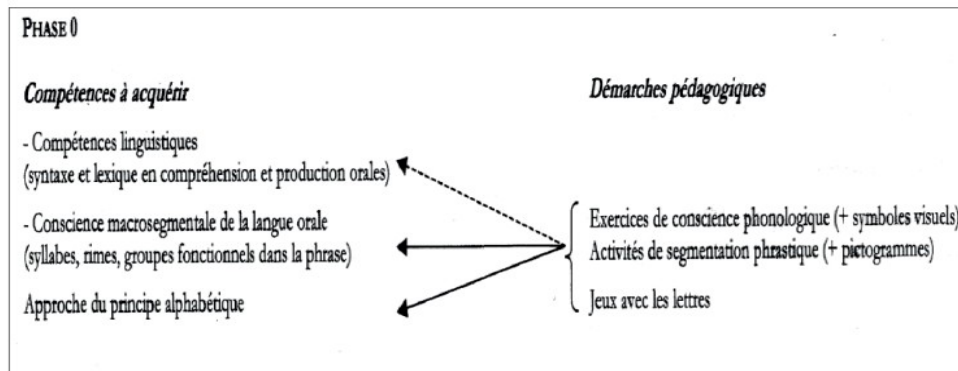 PHASE 0
Compétences à acquérir
- Compétences linguistiques
(syntaxe et lexique en compréhension et production orales)
- Conscience macrosegmentale de la langue orale
(syllabes, rimes, groupes fonctionnels dans la phrase)
Approche du principe alphabétique
Démarches pédagogiques
Exercices de conscience phonologique (+ symboles visuels)
Activités de segmentation phrastique (+ pictogrammes)
Jeux avec les lettres